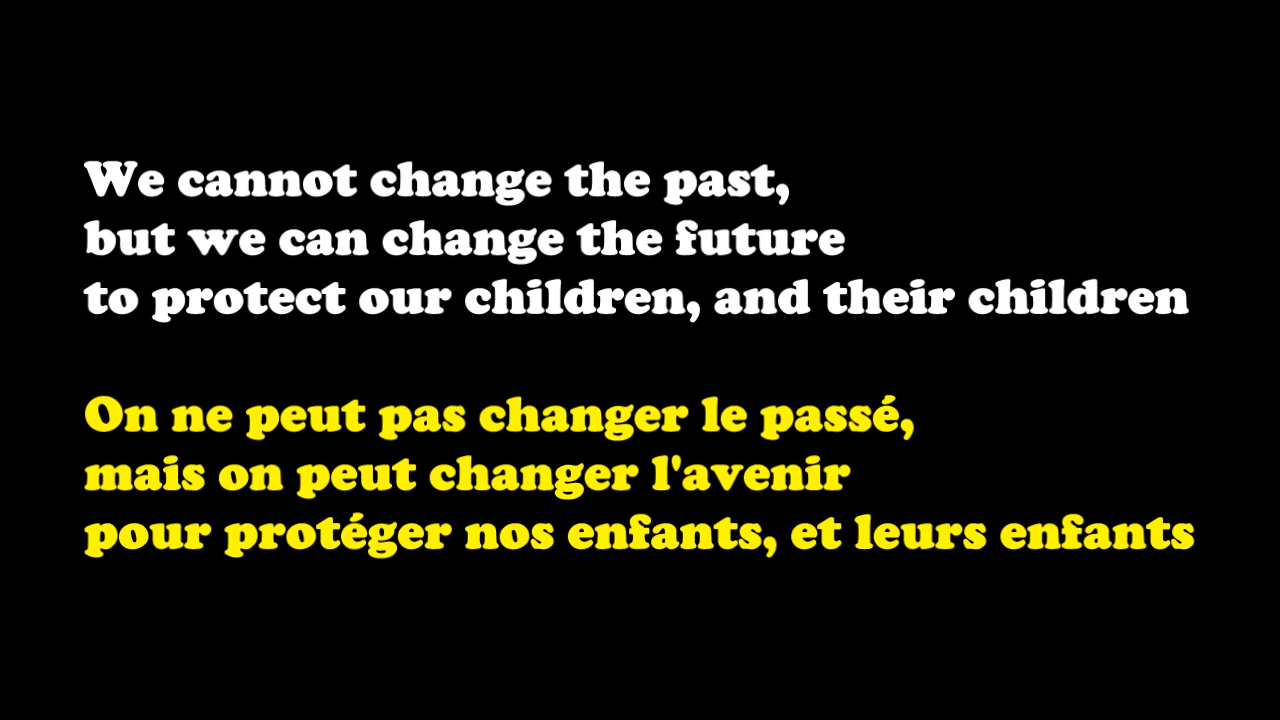 We cannot change the past,
but we can change the future
to protect our children, and their children
On ne peut pas changer le passé,
mais on peut changer l'avenir
pour protéger nos enfants, et leurs enfants